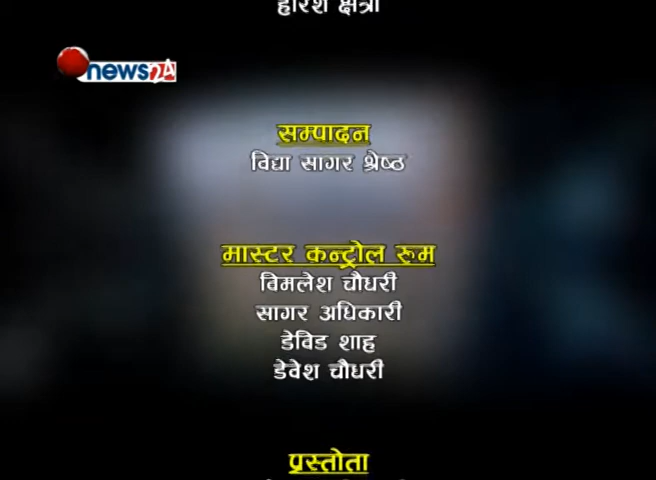 हरिश क्षेत्री
news24
सम्पादन
विद्या सागर श्रेष्ठ
मास्टर कन्ट्रोल रुम
बिमलेश चौधरी
सागर अधिकारी
डेविड शाह
डेवेश चौधरी
प्रस्तोता